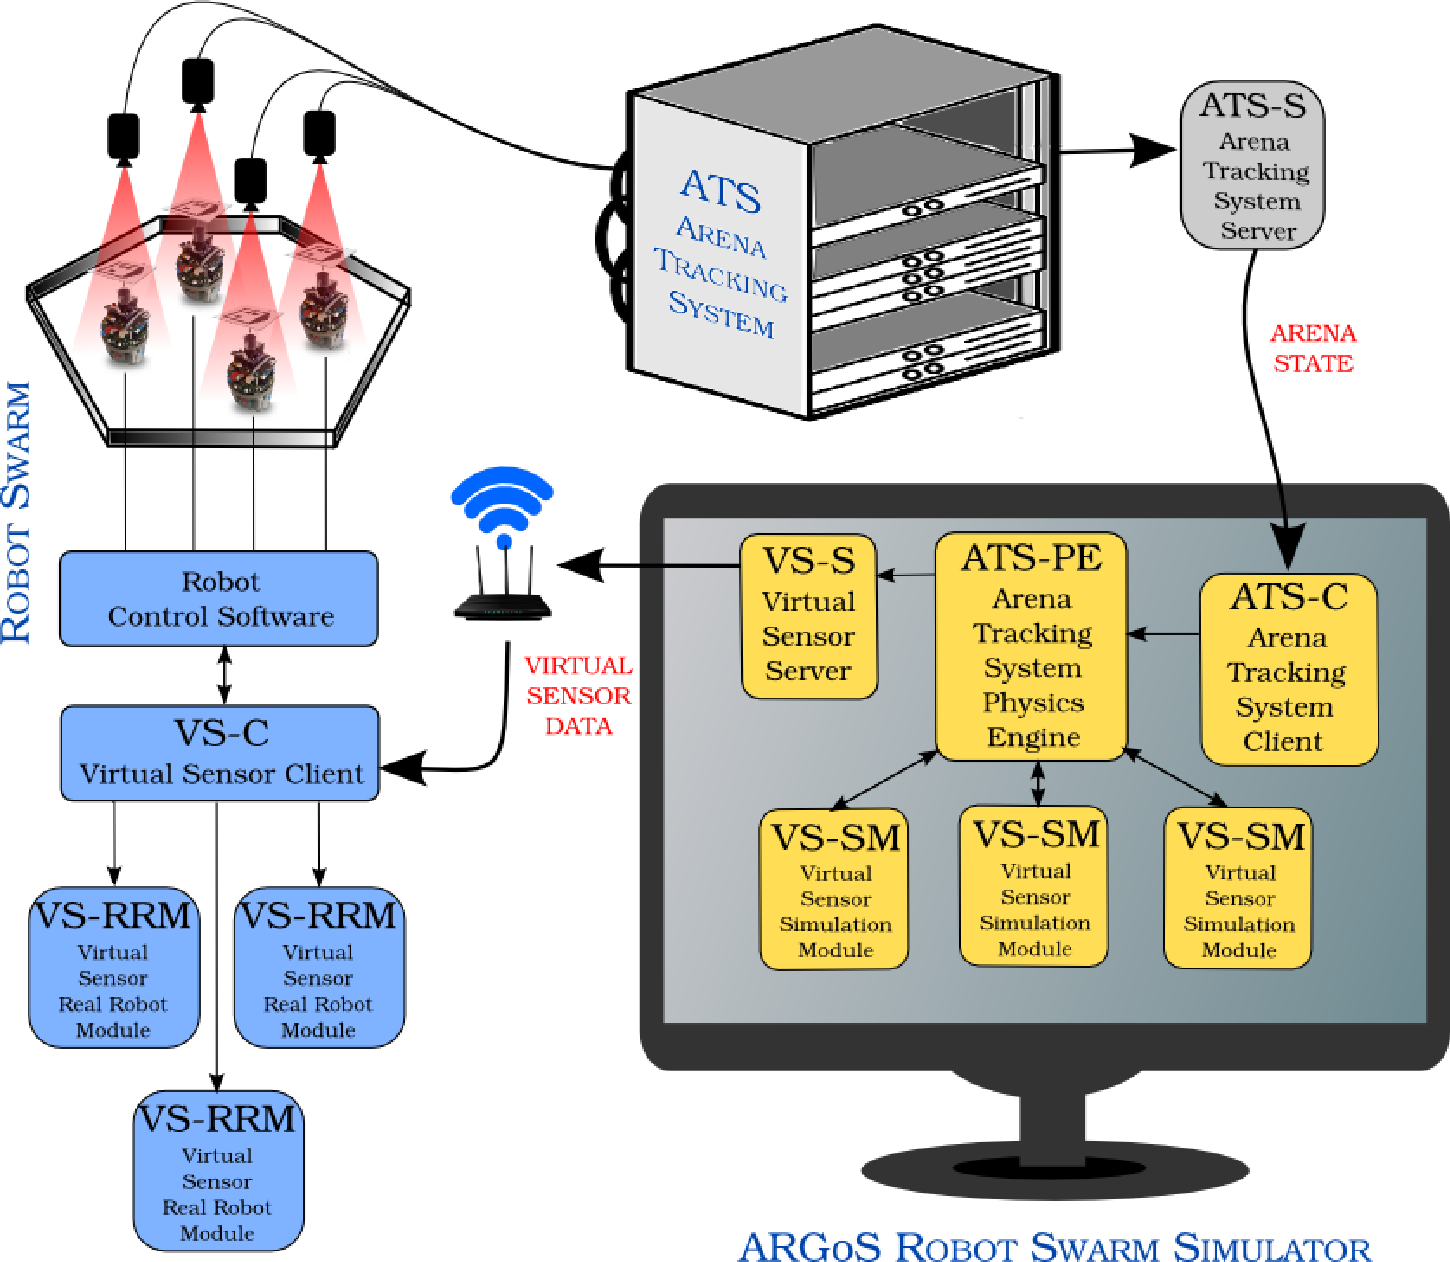 ATS
ARENA
TRACKING
SYSTEM
ATS-S
Arena
Tracking
System
Server
ARENA
STATE
ROBOT SWARM
Robot
Control Software
VS-C
Virtual Sensor Client
VIRTUAL
SENSOR
DATA
VS-S
Virtual
Sensor
Server
ATS-PE
Arena
Tracking
System
Physics
Engine
ATS-C
Arena
Tracking
System
Client
VS-SM
Virtual
Sensor
Simulation
Module
VS-SM
Virtual
Sensor
Simulation
Module
VS-SM
Virtual
Sensor
Simulation
Module
VS-RRM
Virtual
Sensor
Real Robot
Module
VS-RRM
Virtual
Sensor
Real Robot
Module
VS-RRM
Virtual
Sensor
Real Robot
Module
ARGOS ROBOT SWARM SIMULATOR